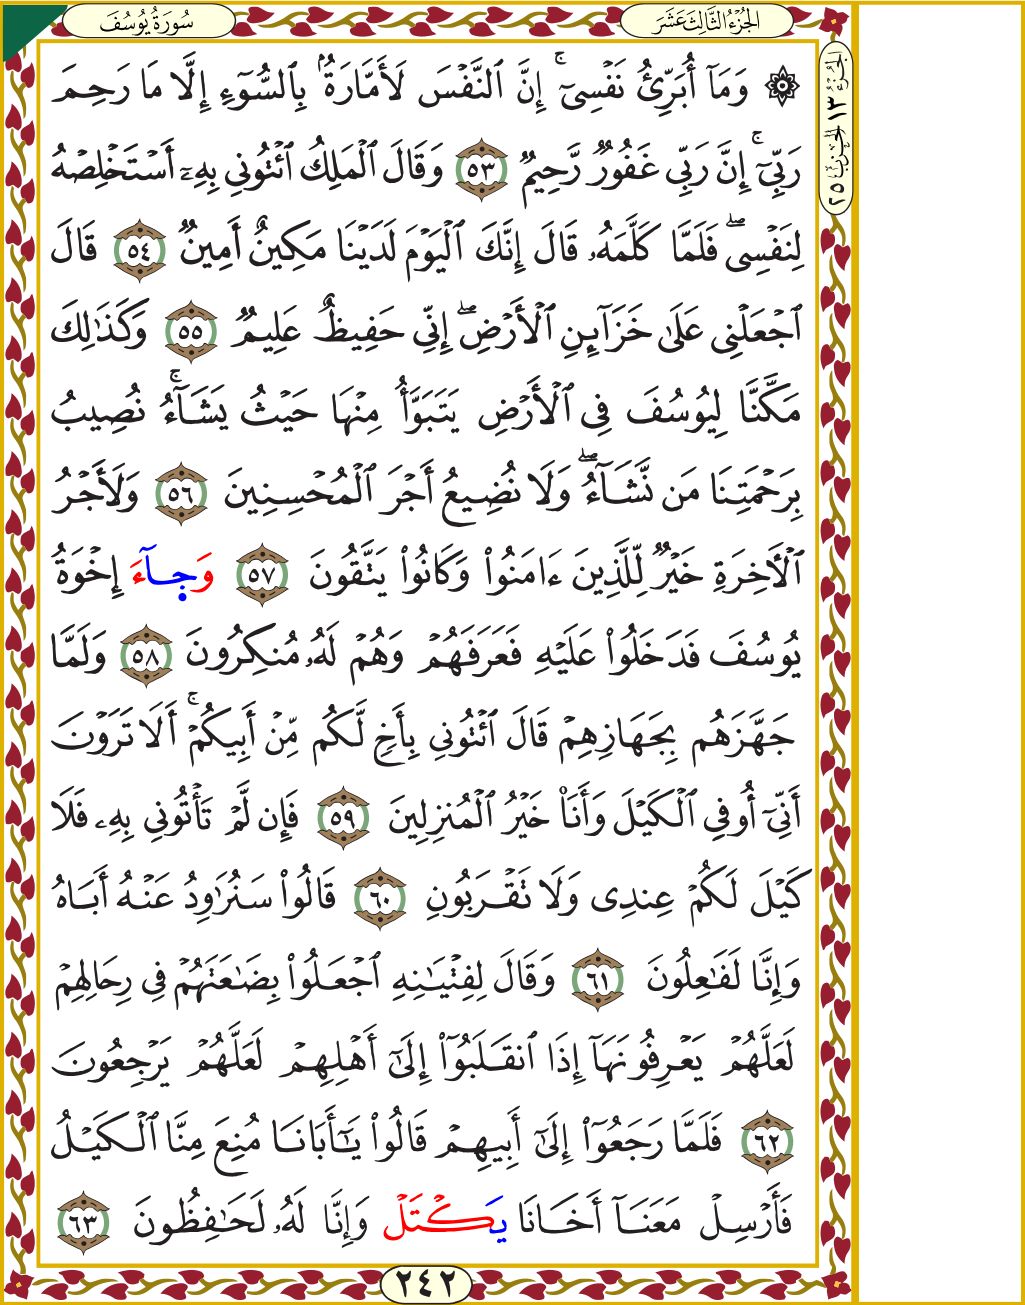 سُورَةُ يُوسُفَ
الجُزْءُ الثَّالِثَ عَشَرَ
الجُزْءُ ١٣ الحِزْبُ ٢٥
۞ وَمَآ أُبَرِّئُ نَفْسِىٓ ۚ إِنَّ ٱلنَّفْسَ لَأَمَّارَةٌۢ بِٱلسُّوٓءِ إِلَّا مَا رَحِمَ
رَبِّىٓ ۚ إِنَّ رَبِّى غَفُورٌ رَّحِيمٌ ٥٣ وَقَالَ ٱلْمَلِكُ ٱئْتُونِى بِهِۦٓ أَسْتَخْلِصْهُ
لِنَفْسِى ۖ فَلَمَّا كَلَّمَهُۥ قَالَ إِنَّكَ ٱلْيَوْمَ لَدَيْنَا مَكِينٌ أَمِينٌ ٥٤ قَالَ
ٱجْعَلْنِى عَلَىٰ خَزَآئِنِ ٱلْأَرْضِ ۖ إِنِّى حَفِيظٌ عَلِيمٌ ٥٥ وَكَذَٰلِكَ
مَكَّنَّا لِيُوسُفَ فِى ٱلْأَرْضِ يَتَبَوَّأُ مِنْهَا حَيْثُ يَشَآءُ ۚ نُصِيبُ
بِرَحْمَتِنَا مَن نَّشَآءُ ۖ وَلَا نُضِيعُ أَجْرَ ٱلْمُحْسِنِينَ ٥٦ وَلَأَجْرُ
ٱلْـَٔاخِرَةِ خَيْرٌ لِّلَّذِينَ ءَامَنُوا۟ وَكَانُوا۟ يَتَّقُونَ ٥٧ وَجِآءَ إِخْوَةُ
يُوسُفَ فَدَخَلُوا۟ عَلَيْهِ فَعَرَفَهُمْ وَهُمْ لَهُۥ مُنكِرُونَ ٥٨ وَلَمَّا
جَهَّزَهُم بِجَهَازِهِمْ قَالَ ٱئْتُونِى بِأَخٍ لَّكُم مِّنْ أَبِيكُمْ ۚ أَلَا تَرَوْنَ
أَنِّىٓ أُوفِى ٱلْكَيْلَ وَأَنَا۠ خَيْرُ ٱلْمُنزِلِينَ ٥٩ فَإِن لَّمْ تَأْتُونِى بِهِۦ فَلَا
كَيْلَ لَكُمْ عِندِى وَلَا تَقْرَبُونِ ٦٠ قَالُوا۟ سَنُرَٰوِدُ عَنْهُ أَبَاهُ
وَإِنَّا لَفَـٰعِلُونَ ٦١ وَقَالَ لِفِتْيَـٰنِهِ ٱجْعَلُوا۟ بِضَـٰعَتَهُمْ فِى رِحَالِهِمْ
لَعَلَّهُمْ يَعْرِفُونَهَآ إِذَا ٱنقَلَبُوٓا۟ إِلَىٰٓ أَهْلِهِمْ لَعَلَّهُمْ يَرْجِعُونَ
٦٢ فَلَمَّا رَجَعُوٓا۟ إِلَىٰٓ أَبِيهِمْ قَالُوا۟ يَـٰٓأَبَانَا مُنِعَ مِنَّا ٱلْكَيْلُ
فَأَرْسِلْ مَعَنَآ أَخَانَا يَكْتَلْ وَإِنَّا لَهُۥ لَحَـٰفِظُونَ ٦٣
٢٤٢